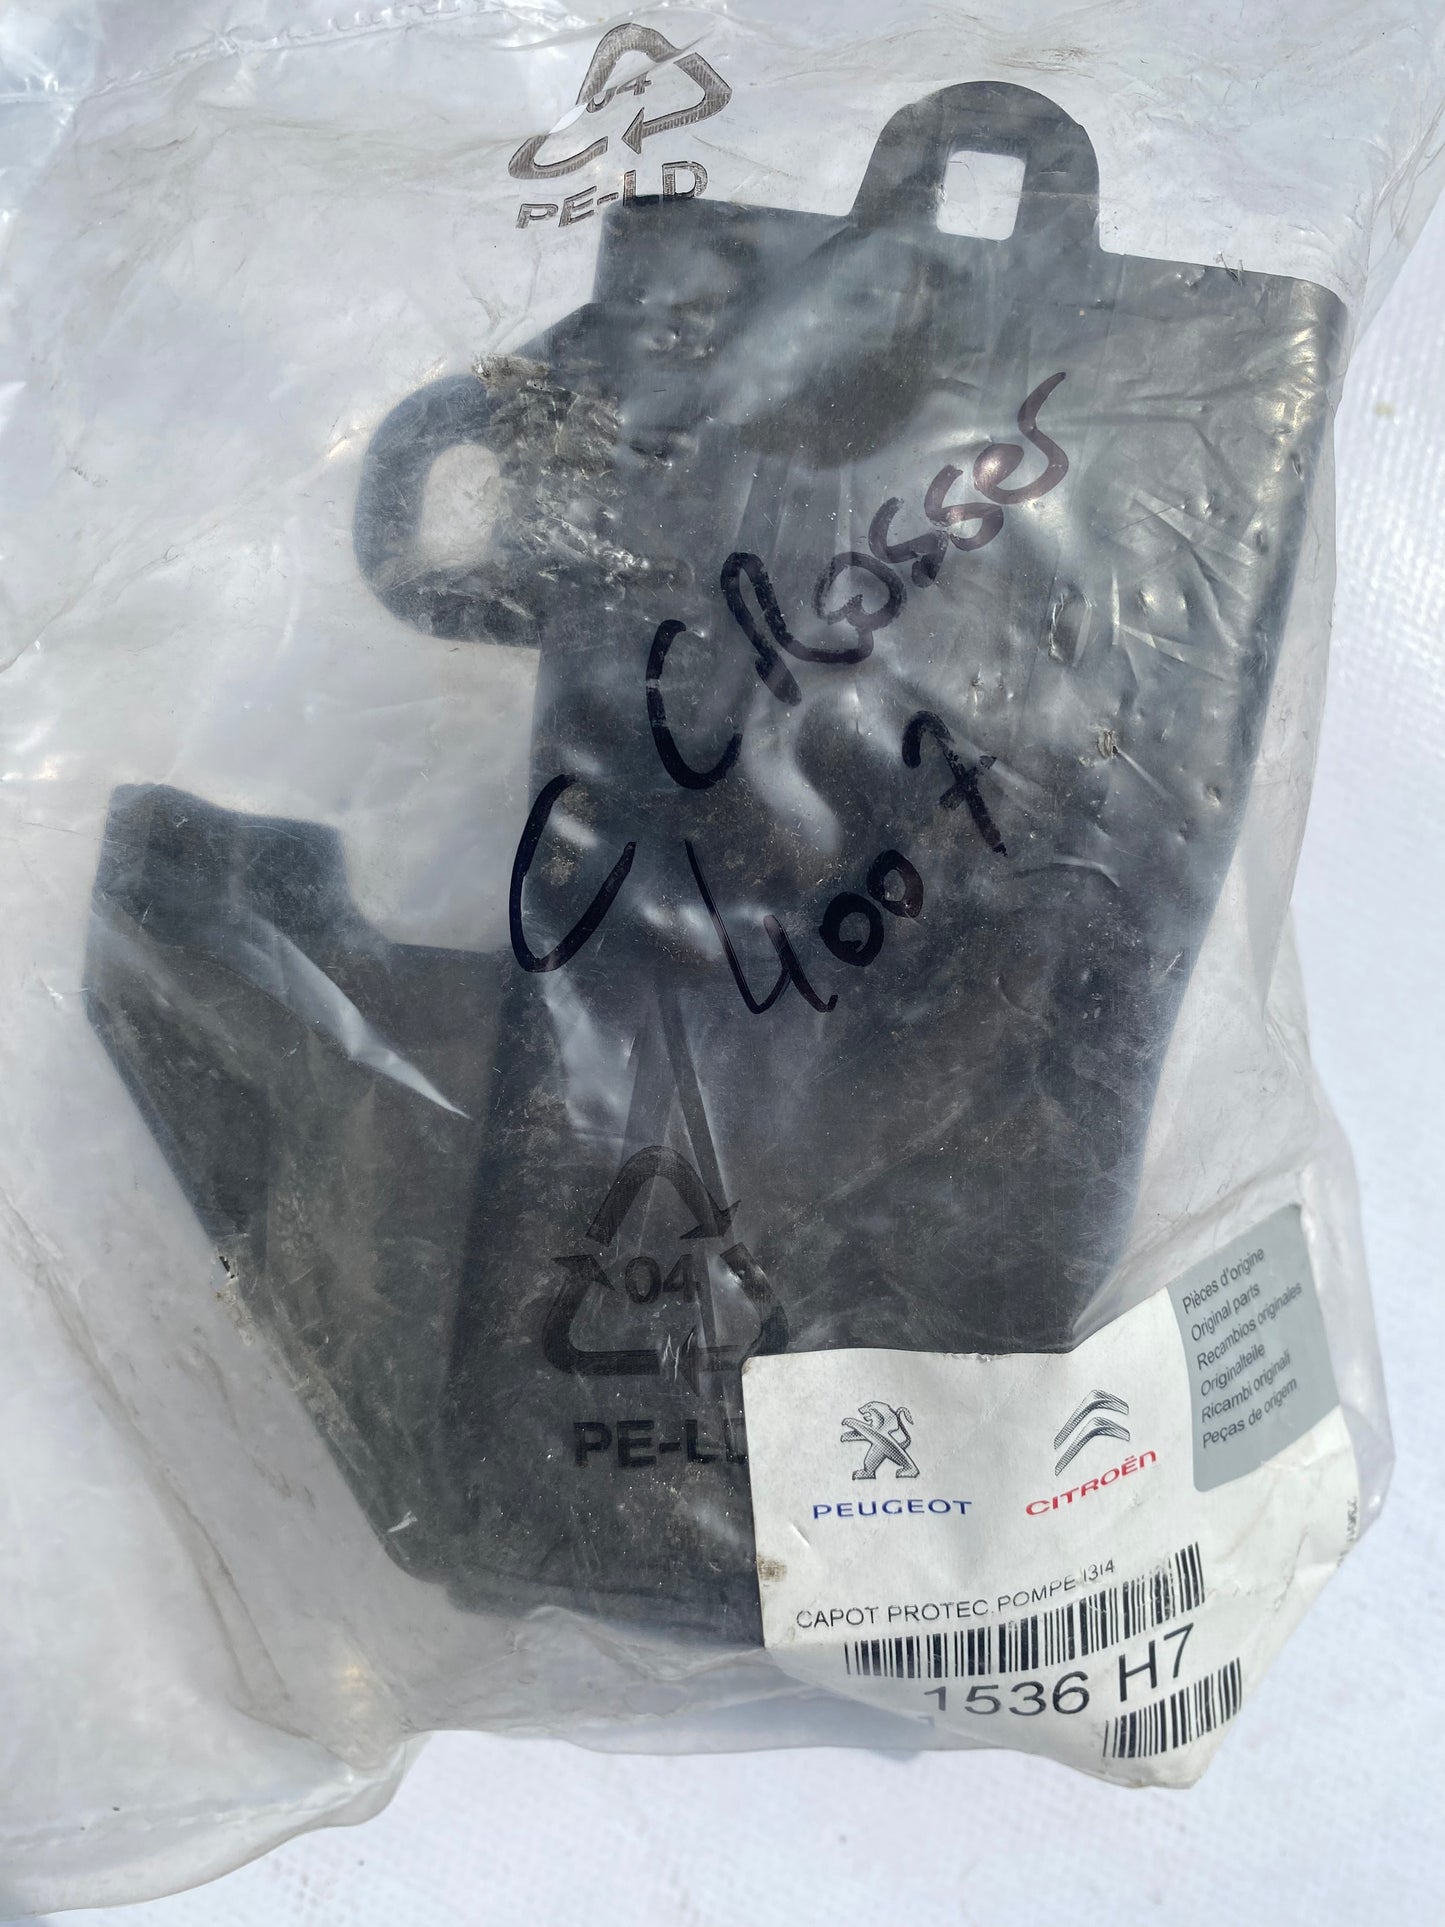 04
PE-LD
C Crosser
4007
04
PE-LD
Pièces d'origine
Original parts
Recambios originales
Originalteile
Ricambi originali
Peças de origem
PEUGEOT
CITROËN
CAPOT PROTEC.POMPE 1314
1536 H7